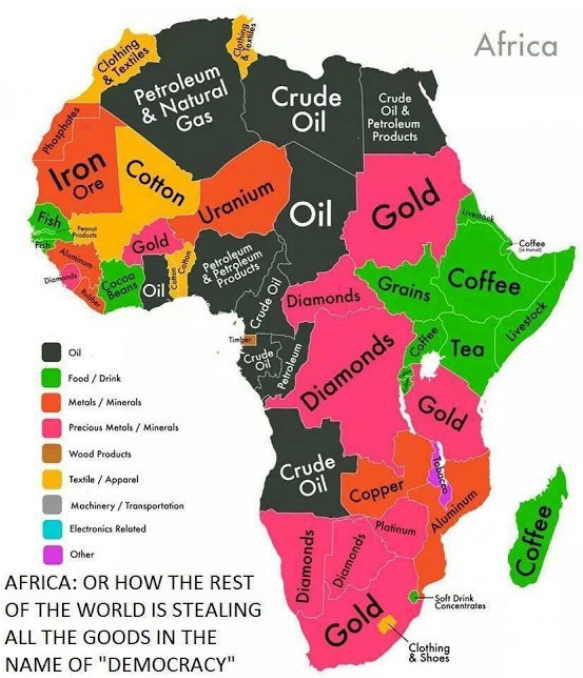 Africa
Clothing
& Textiles
Clothing
& Textiles
Petroleum
& Natural
Gas
Crude
Oil
Crude
Oil &
Petroleum
Products
Phosphates
Iron
Ore
Cotton
Uranium
Oil
Gold
Livestock
Fish
Peanut
Products
Fish
Gold
Coffee
(in transit)
Aluminum
Diamonds
Rubber
Cocoa
Beans
Oil
Cotton
Cotton
Petroleum
& Petroleum
Products
Crude Oil
Diamonds
Grains
Coffee
Livestock
Timber
Crude
Oil
Petroleum
Diamonds
Coffee
Tea
Gold
Crude
Oil
Copper
Tobacco
Aluminum
Coffee
Diamonds
Diamonds
Platinum
Gold
Soft Drink
Concentrates
Clothing
& Shoes
Oil
Food / Drink
Metals / Minerals
Precious Metals / Minerals
Wood Products
Textile / Apparel
Machinery / Transportation
Electronics Related
Other
AFRICA: OR HOW THE REST
OF THE WORLD IS STEALING
ALL THE GOODS IN THE
NAME OF "DEMOCRACY"